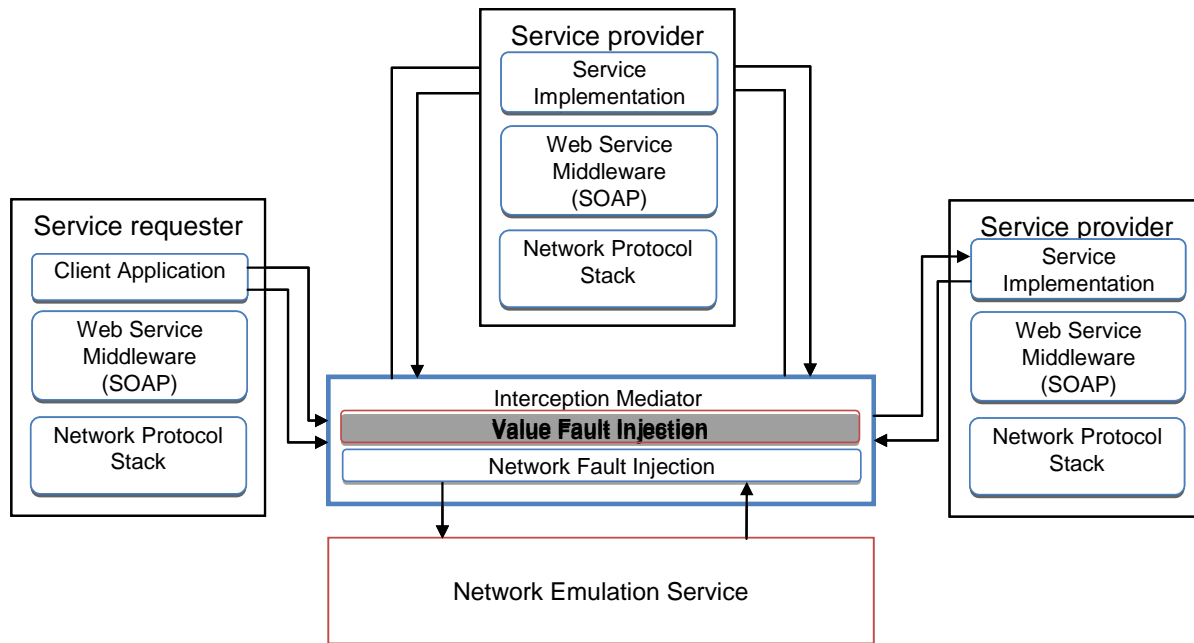 Service provider
Service
Implementation
Web Service
Middleware
(SOAP)
Network Protocol
Stack
Service requester
Client Application
Web Service
Middleware
(SOAP)
Network Protocol
Stack
Service provider
Service
Implementation
Web Service
Middleware
(SOAP)
Network Protocol
Stack
Interception Mediator
Value Fault Injection
Network Fault Injection
Network Emulation Service